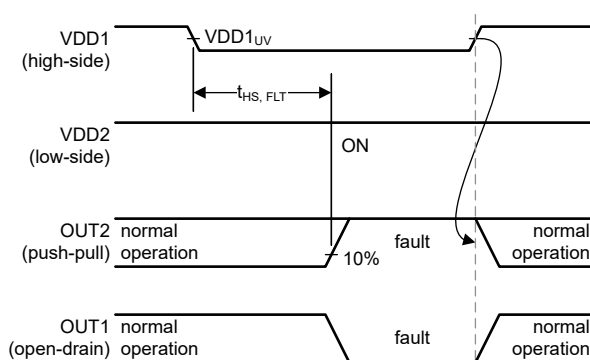 VDD1
(high-side)
VDD1UV
tHS, FLT
VDD2
(low-side)
ON
OUT2
(push-pull)
normal
operation
fault
10%
normal
operation
OUT1
(open-drain)
normal
operation
fault
normal
operation